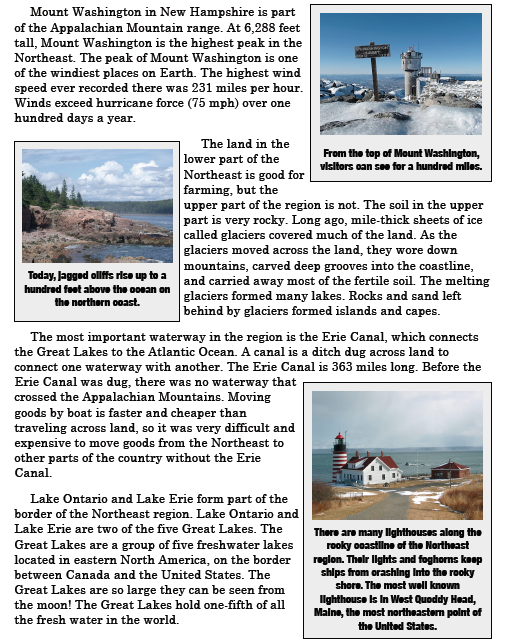 Mount Washington in New Hampshire is part
of the Appalachian Mountain range. At 6,288 feet
tall, Mount Washington is the highest peak in the
Northeast. The peak of Mount Washington is one
of the windiest places on Earth. The highest wind
speed ever recorded there was 231 miles per hour.
Winds exceed hurricane force (75 mph) over one
hundred days a year.
From the top of Mount Washington,
visitors can see for a hundred miles.
The land in the
lower part of the
Northeast is good for
farming, but the
upper part of the region is not. The soil in the upper
part is very rocky. Long ago, mile-thick sheets of ice
called glaciers covered much of the land. As the
glaciers moved across the land, they wore down
mountains, carved deep grooves into the coastline,
and carried away most of the fertile soil. The melting
glaciers formed many lakes. Rocks and sand left
behind by glaciers formed islands and capes.
Today, jagged cliffs rise up to a
hundred feet above the ocean on
the northern coast.
The most important waterway in the region is the Erie Canal, which connects
the Great Lakes to the Atlantic Ocean. A canal is a ditch dug across land to
connect one waterway with another. The Erie Canal is 363 miles long. Before the
Erie Canal was dug, there was no waterway that
crossed the Appalachian Mountains. Moving
goods by boat is faster and cheaper than
traveling across land, so it was very difficult and
expensive to move goods from the Northeast to
other parts of the country without the Erie
Canal.
Lake Ontario and Lake Erie form part of the
border of the Northeast region. Lake Ontario and
Lake Erie are two of the five Great Lakes. The
Great Lakes are a group of five freshwater lakes
located in eastern North America, on the border
between Canada and the United States. The
Great Lakes are so large they can be seen from
the moon! The Great Lakes hold one-fifth of all
the fresh water in the world.
There are many lighthouses along the
rocky coastline of the Northeast
region. Their lights and foghorns keep
ships from crashing into the rocky
shore. The most well known
lighthouse is in West Quoddy Head,
Maine, the most northeastern point of
the United States.